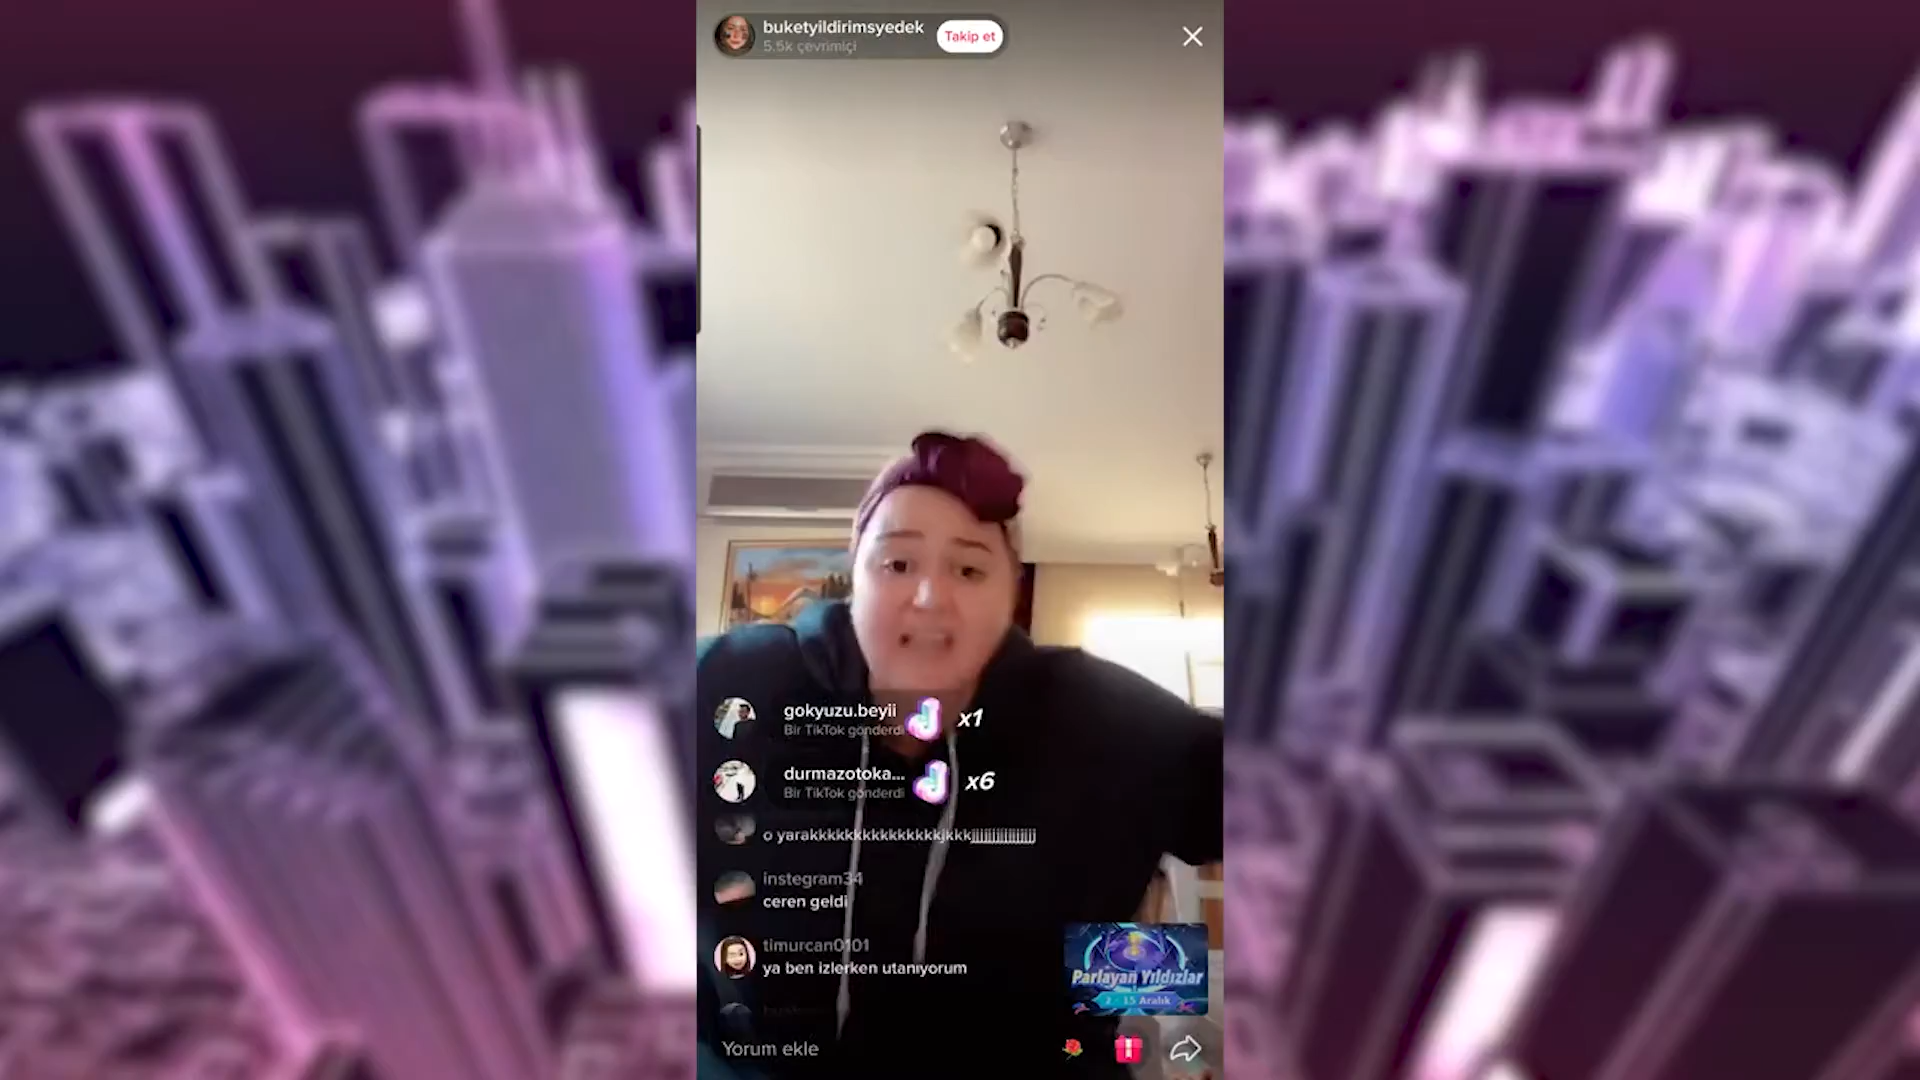 buketyildirimsyedek
5.5k çevrimiçi
Takip et
gokyuzu.beyii
Bir TikTok gönderdi
x1
durmazotoka...
Bir TikTok gönderdi
x6
o yarakkkkkkkkkkkkkkkjkkkjjjjjjjjjjjjjjjjj
instegram34
ceren geldi
timurcan0101
ya ben izlerken utanıyorum
Parlayan Yıldızlar
2 - 15 Aralık
Yorum ekle